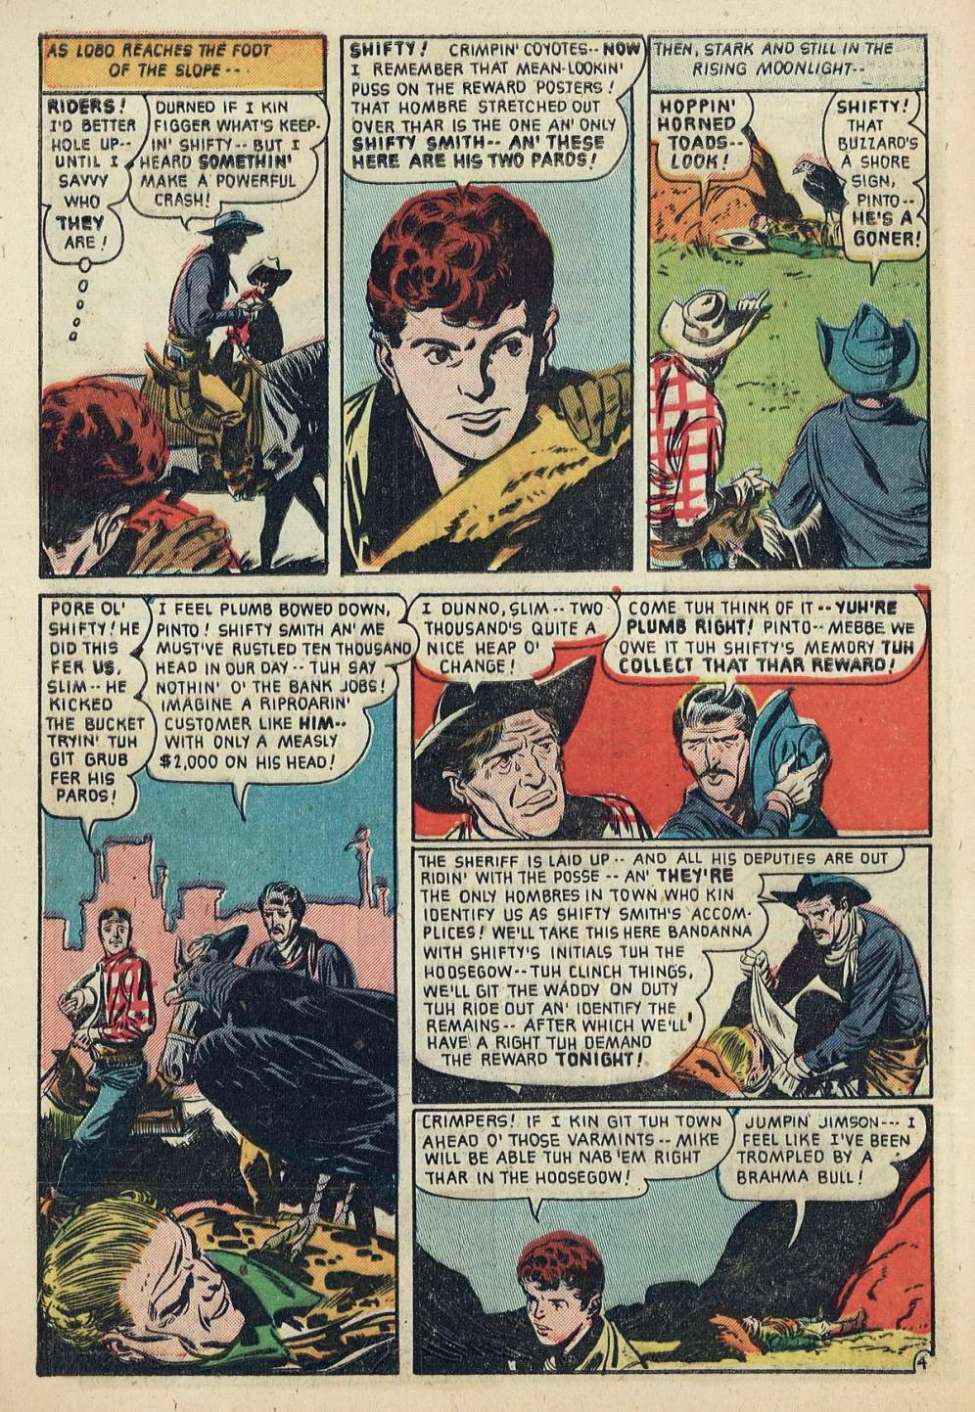 AS LOBO REACHES THE FOOT
OF THE SLOPE--
RIDERS!
I'D BETTER
HOLE UP--
UNTIL I
SAVVY
WHO
THEY
ARE!
DURNED IF I KIN
FIGGER WHAT'S KEEP-
IN' SHIFTY-- BUT I
HEARD SOMETHIN'
MAKE A POWERFUL
CRASH!
SHIFTY! CRIMPIN' COYOTES-- NOW
I REMEMBER THAT MEAN-LOOKIN'
PUSS ON THE REWARD POSTERS!
THAT HOMBRE STRETCHED OUT
OVER THAR IS THE ONE AN' ONLY
SHIFTY SMITH-- AN' THESE
HERE ARE HIS TWO PARDS!
THEN, STARK AND STILL IN THE
RISING MOONLIGHT--
HOPPIN'
HORNED
TOADS--
LOOK!
SHIFTY!
THAT
BUZZARD'S
A SHORE
SIGN,
PINTO--
HE'S A
GONER!
PORE OL'
SHIFTY! HE
DID THIS
FER US,
SLIM-- HE
KICKED
THE BUCKET
TRYIN' TUH
GIT GRUB
FER HIS
PARDS!
I FEEL PLUMB BOWED DOWN,
PINTO! SHIFTY SMITH AN' ME
MUST'VE RUSTLED TEN THOUSAND
HEAD IN OUR DAY-- TUH SAY
NOTHIN' O' THE BANK JOBS!
IMAGINE A RIPROARIN'
CUSTOMER LIKE HIM--
WITH ONLY A MEASLY
$2,000 ON HIS HEAD!
I DUNNO, SLIM-- TWO
THOUSAND'S QUITE A
NICE HEAP O'
CHANGE!
COME TUH THINK OF IT-- YUH'RE
PLUMB RIGHT! PINTO-- MEBBE WE
OWE IT TUH SHIFTY'S MEMORY TUH
COLLECT THAT THAR REWARD!
THE SHERIFF IS LAID UP-- AND ALL HIS DEPUTIES ARE OUT
RIDIN' WITH THE POSSE-- AN' THEY'RE
THE ONLY HOMBRES IN TOWN WHO KIN
IDENTIFY US AS SHIFTY SMITH'S ACCOM-
PLICES! WE'LL TAKE THIS HERE BANDANNA
WITH SHIFTY'S INITIALS TUH THE
HOOSEGOW-- TUH CLINCH THINGS,
WE'LL GIT THE WADDY ON DUTY
TUH RIDE OUT AN' IDENTIFY THE
REMAINS-- AFTER WHICH WE'LL
HAVE A RIGHT TUH DEMAND
THE REWARD TONIGHT!
CRIMPERS! IF I KIN GIT TUH TOWN
AHEAD O' THOSE VARMINTS-- MIKE
WILL BE ABLE TUH NAB 'EM RIGHT
THAR IN THE HOOSEGOW!
JUMPIN' JIMSON--- I
FEEL LIKE I'VE BEEN
TROMPLED BY A
BRAHMA BULL!
4